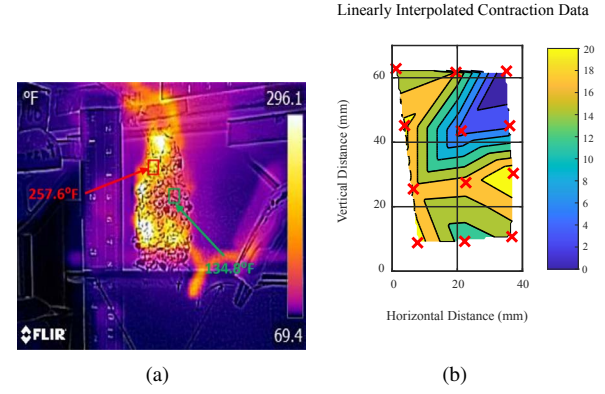 Linearly Interpolated Contraction Data
°F
296.1
257.6°F
134.6°F
69.4
FLIR
60
40
20
0
0
20
40
Vertical Distance (mm)
Horizontal Distance (mm)
20
18
16
14
12
10
8
6
4
2
0
(a)
(b)